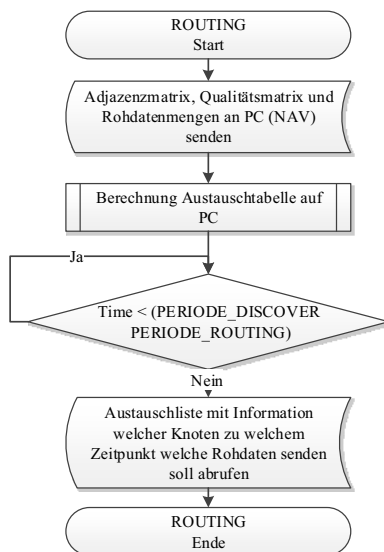 ROUTING
Start
Adjazenzmatrix, Qualitätsmatrix und
Rohdatenmengen an PC (NAV)
senden
Berechnung Austauschtabelle auf
PC
Ja
Time < (PERIODE_DISCOVER
PERIODE_ROUTING)
Nein
Austauschliste mit Information
welcher Knoten zu welchem
Zeitpunkt welche Rohdaten senden
soll abrufen
ROUTING
Ende